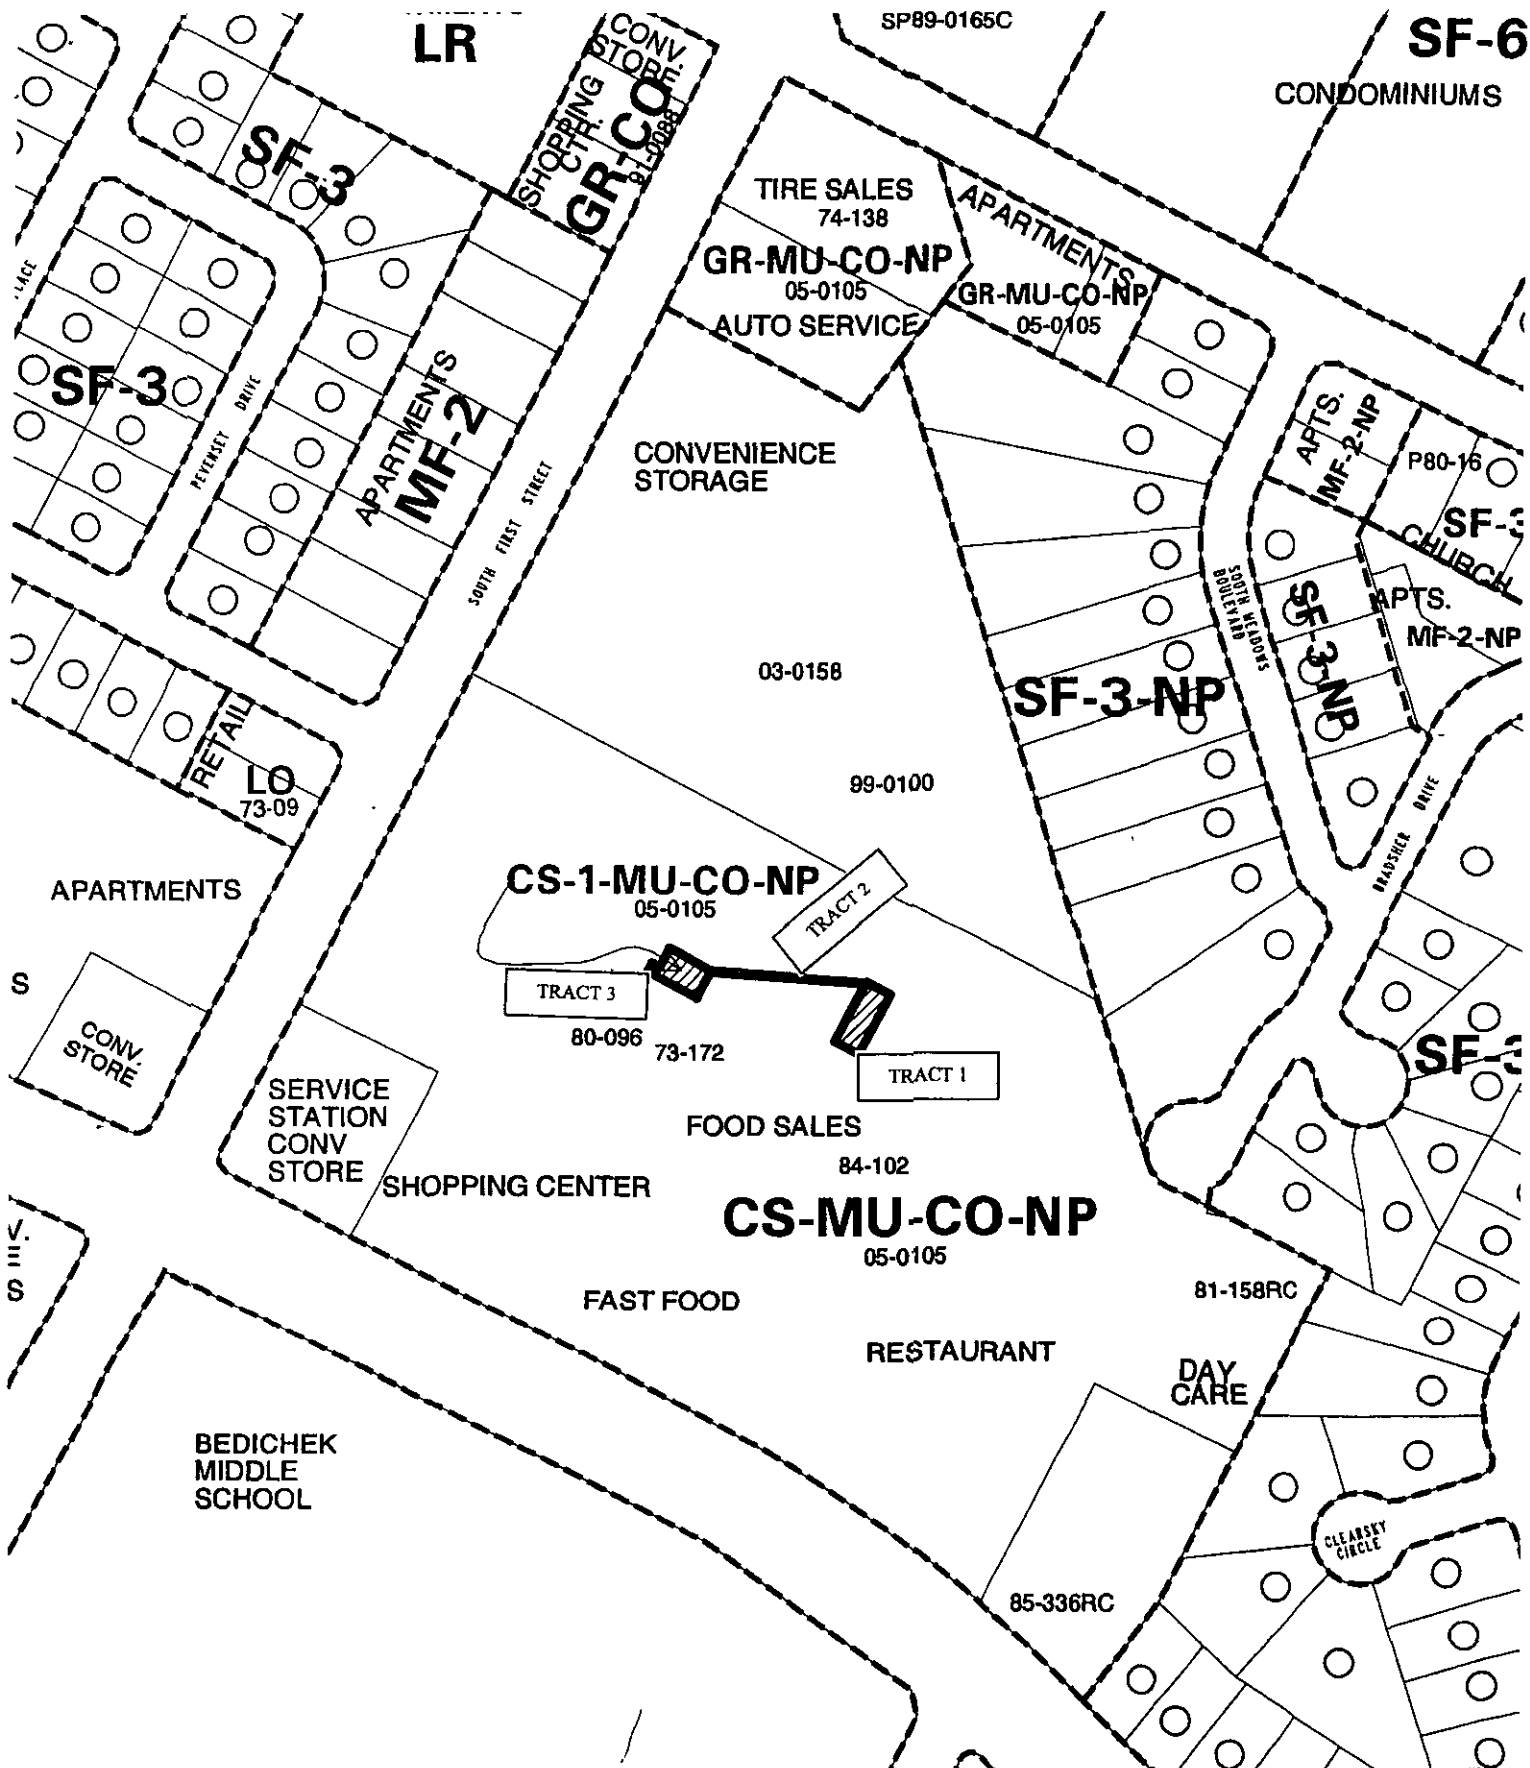 SP89-0165C
LR
SF-6
CONDOMINIUMS
CONV.
STORE.
SHOPPING
CTR.
GR-CO
91-0088
SF-3
TIRE SALES
74-138
GR-MU-CO-NP
05-0105
AUTO SERVICE
APARTMENTS
GR-MU-CO-NP
05-0105
SF-3
PEVENSEY DRIVE
APARTMENTS
MF-2
SOUTH FIRST STREET
CONVENIENCE
STORAGE
APTS.
MF-2-NP
P80-16
SF-3
CHURCH
APTS.
MF-2-NP
SOUTH MEADOWS
BOULEVARD
SF-3-NP
SF-3-NP
03-0158
99-0100
RETAIL
LO
73-09
BRADSHER DRIVE
APARTMENTS
CS-1-MU-CO-NP
05-0105
TRACT 2
TRACT 3
80-096
73-172
TRACT 1
S
CONV.
STORE
SF-3
SERVICE
STATION
CONV
STORE
SHOPPING CENTER
FOOD SALES
84-102
CS-MU-CO-NP
05-0105
S
81-158RC
FAST FOOD
RESTAURANT
DAY
CARE
BEDICHEK
MIDDLE
SCHOOL
CLEARSKY
CIRCLE
85-336RC